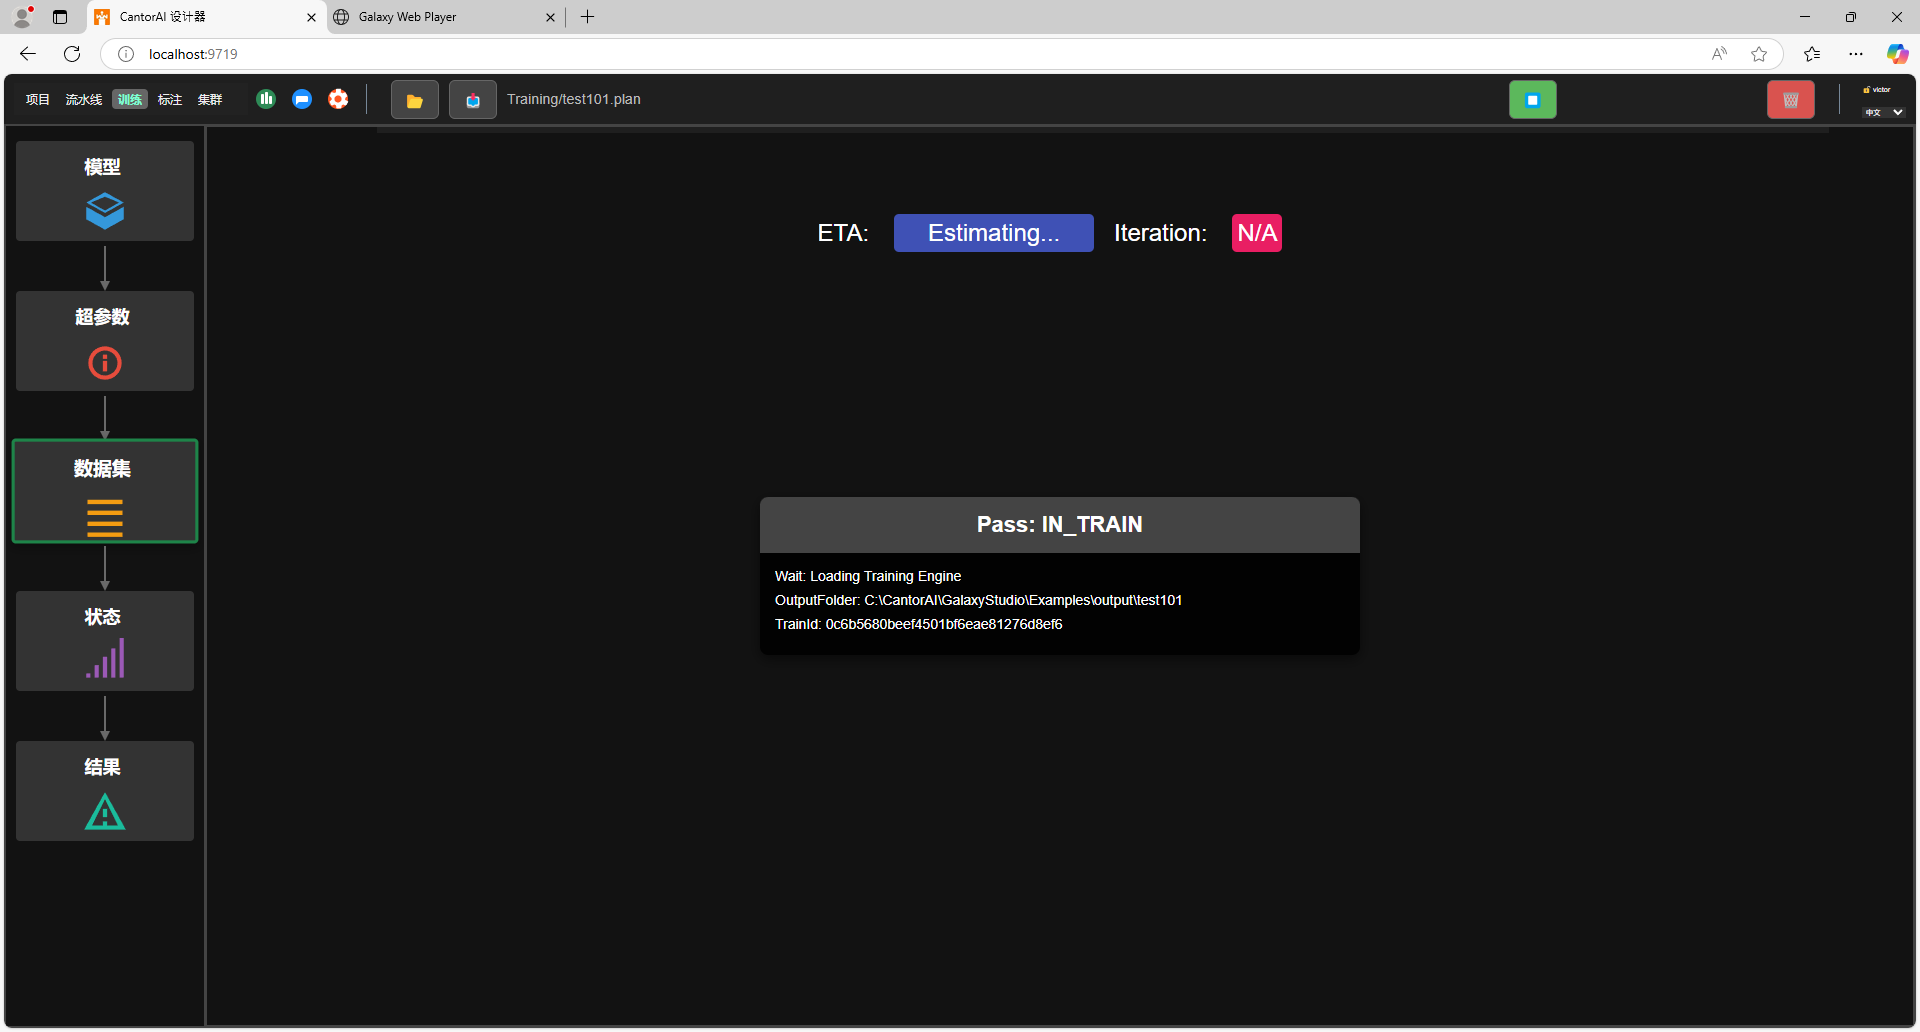 CantorAI 设计器
Galaxy Web Player
localhost:9719
项目 流水线 训练 标注 集群
Training/test101.plan
victor
中文
模型
超参数
数据集
状态
结果
ETA: Estimating... Iteration: N/A
Pass: IN_TRAIN
Wait: Loading Training Engine
OutputFolder: C:\CantorAI\GalaxyStudio\Examples\output\test101
TrainId: 0c6b5680beef4501bf6eae81276d8ef6